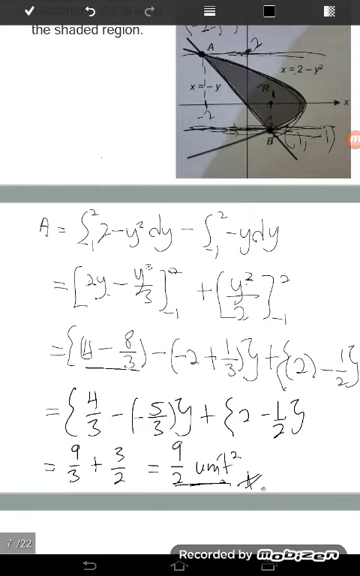 11:55
the shaded region.
2
A
R
x = 2 - y²
x = -y
x
-2
B
(1, -1)
A = ∫₋₁² 2 - y² dy - ∫₋₁² -y dy
= [2y - y³/3]₋₁² + [y²/2]₋₁²
= {4 - 8/3) - (-2 + 1/3)} + {(2) - 1/2}
= {4/3 - (-5/3)} + {2 - 1/2}
= 9/3 + 3/2 = 9/2 unit²
7 /22
Recorded by Mobizen